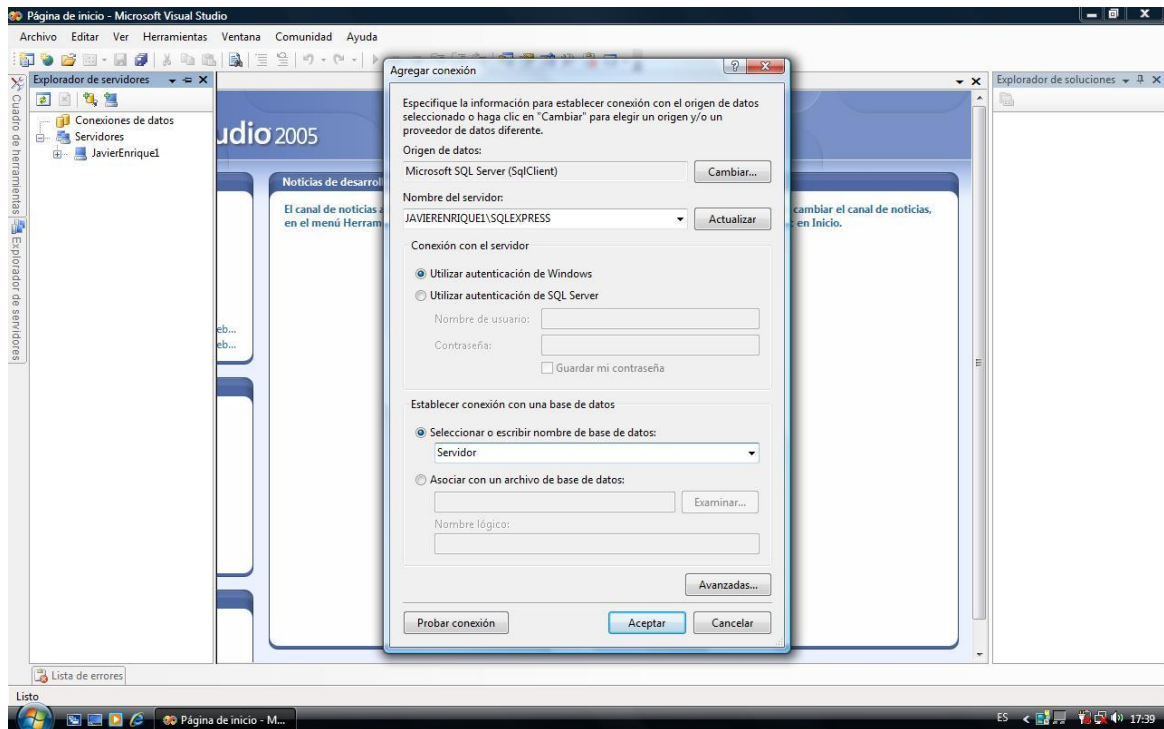 Página de inicio - Microsoft Visual Studio
Archivo Editar Ver Herramientas Ventana Comunidad Ayuda
Explorador de servidores
Conexiones de datos
Servidores
JavierEnrique1
Cuadro de herramientas
Explorador de servidores
udio 2005
Noticias de desarrol
El canal de noticias
en el menú Herram
cambiar el canal de noticias,
en Inicio.
eb...
eb...
Agregar conexión
Especifique la información para establecer conexión con el origen de datos
seleccionado o haga clic en "Cambiar" para elegir un origen y/o un
proveedor de datos diferente.
Origen de datos:
Microsoft SQL Server (SqlClient)
Cambiar...
Nombre del servidor:
JAVIERENRIQUE1\SQLEXPRESS
Actualizar
Conexión con el servidor
Utilizar autenticación de Windows
Utilizar autenticación de SQL Server
Nombre de usuario:
Contraseña:
Guardar mi contraseña
Establecer conexión con una base de datos
Seleccionar o escribir nombre de base de datos:
Servidor
Asociar con un archivo de base de datos:
Examinar...
Nombre lógico:
Avanzadas...
Probar conexión
Aceptar
Cancelar
Explorador de soluciones
Lista de errores
Listo
Página de inicio - M...
ES
17:39